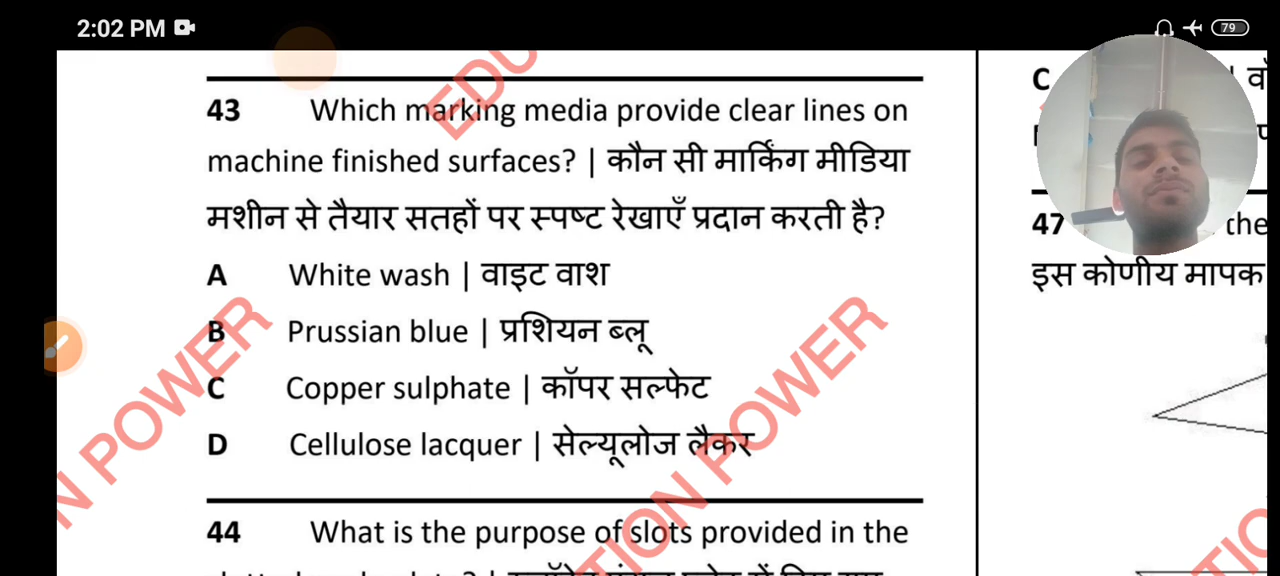 2:02 PM
79
43 Which marking media provide clear lines on
machine finished surfaces? | कौन सी मार्किंग मीडिया
मशीन से तैयार सतहों पर स्पष्ट रेखाएँ प्रदान करती है?
A White wash | वाइट वाश
B Prussian blue | प्रशियन ब्लू
C Copper sulphate | कॉपर सल्फेट
D Cellulose lacquer | सेल्यूलोज लैकर
44 What is the purpose of slots provided in the
C
47 the
इस कोणीय मापक
EDU
N POWER
TION POWER
TIO